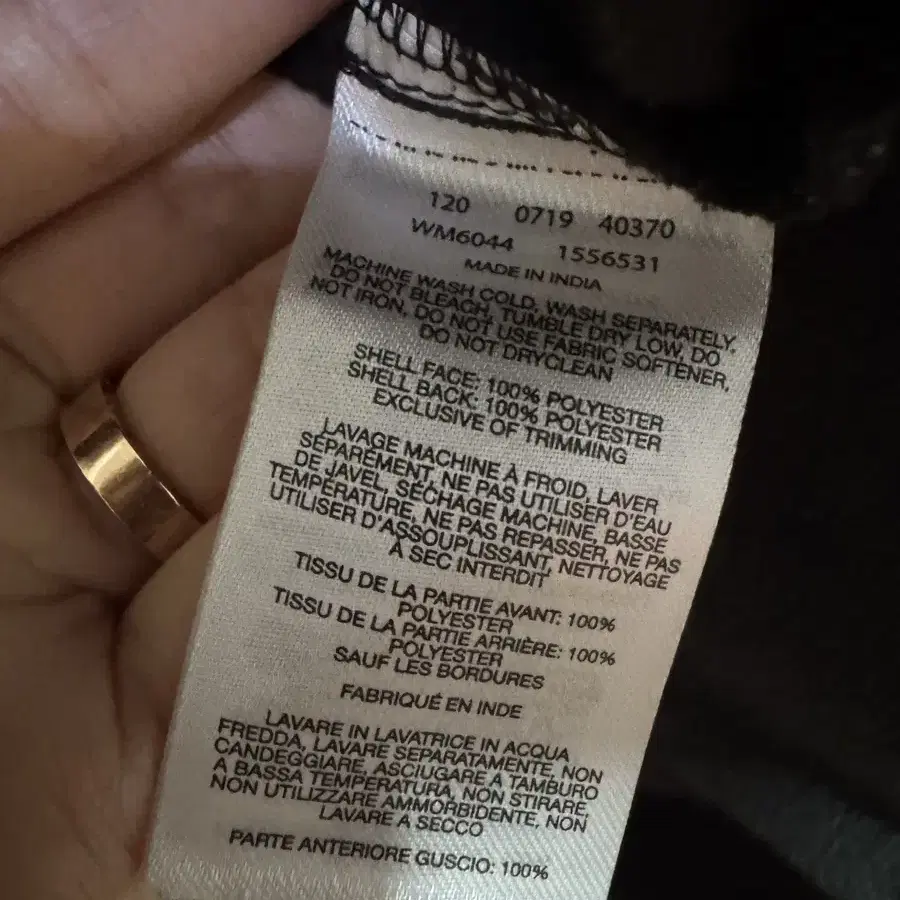 120 0719 40370
WM6044 1556531
MADE IN INDIA
MACHINE WASH COLD, WASH SEPARATELY,
DO NOT BLEACH, TUMBLE DRY LOW, DO
NOT IRON, DO NOT USE FABRIC SOFTENER,
DO NOT DRYCLEAN
SHELL FACE: 100% POLYESTER
SHELL BACK: 100% POLYESTER
EXCLUSIVE OF TRIMMING
LAVAGE MACHINE À FROID, LAVER
SÉPARÉMENT, NE PAS UTILISER D'EAU
DE JAVEL, SÉCHAGE MACHINE, BASSE
TEMPÉRATURE, NE PAS REPASSER, NE PAS
UTILISER D'ASSOUPLISSANT, NETTOYAGE
À SEC INTERDIT
TISSU DE LA PARTIE AVANT: 100%
POLYESTER
TISSU DE LA PARTIE ARRIÈRE: 100%
POLYESTER
SAUF LES BORDURES
FABRIQUÉ EN INDE
LAVARE IN LAVATRICE IN ACQUA
FREDDA, LAVARE SEPARATAMENTE, NON
CANDEGGIARE, ASCIUGARE A TAMBURO
A BASSA TEMPERATURA, NON STIRARE,
NON UTILIZZARE AMMORBIDENTE, NON
LAVARE A SECCO
PARTE ANTERIORE GUSCIO: 100%